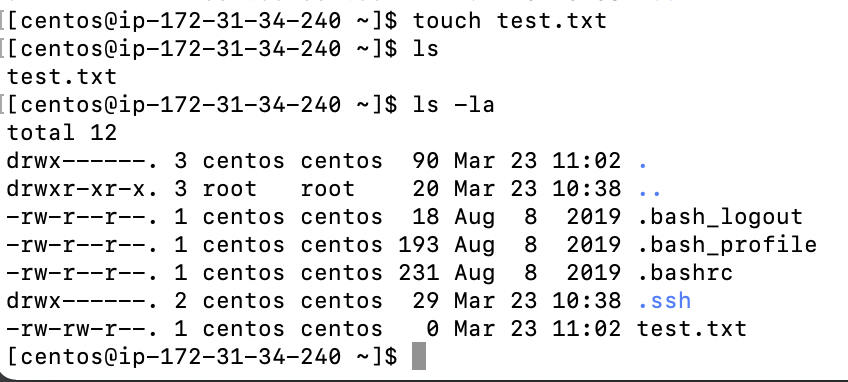 [[centos@ip-172-31-34-240 ~]$ touch test.txt
[[centos@ip-172-31-34-240 ~]$ ls
test.txt
[[centos@ip-172-31-34-240 ~]$ ls -la
total 12
drwx------. 3 centos centos  90 Mar 23 11:02 .
drwxr-xr-x. 3 root   root    20 Mar 23 10:38 ..
-rw-r--r--. 1 centos centos  18 Aug  8  2019 .bash_logout
-rw-r--r--. 1 centos centos 193 Aug  8  2019 .bash_profile
-rw-r--r--. 1 centos centos 231 Aug  8  2019 .bashrc
drwx------. 2 centos centos  29 Mar 23 10:38 .ssh
-rw-rw-r--. 1 centos centos   0 Mar 23 11:02 test.txt
[centos@ip-172-31-34-240 ~]$